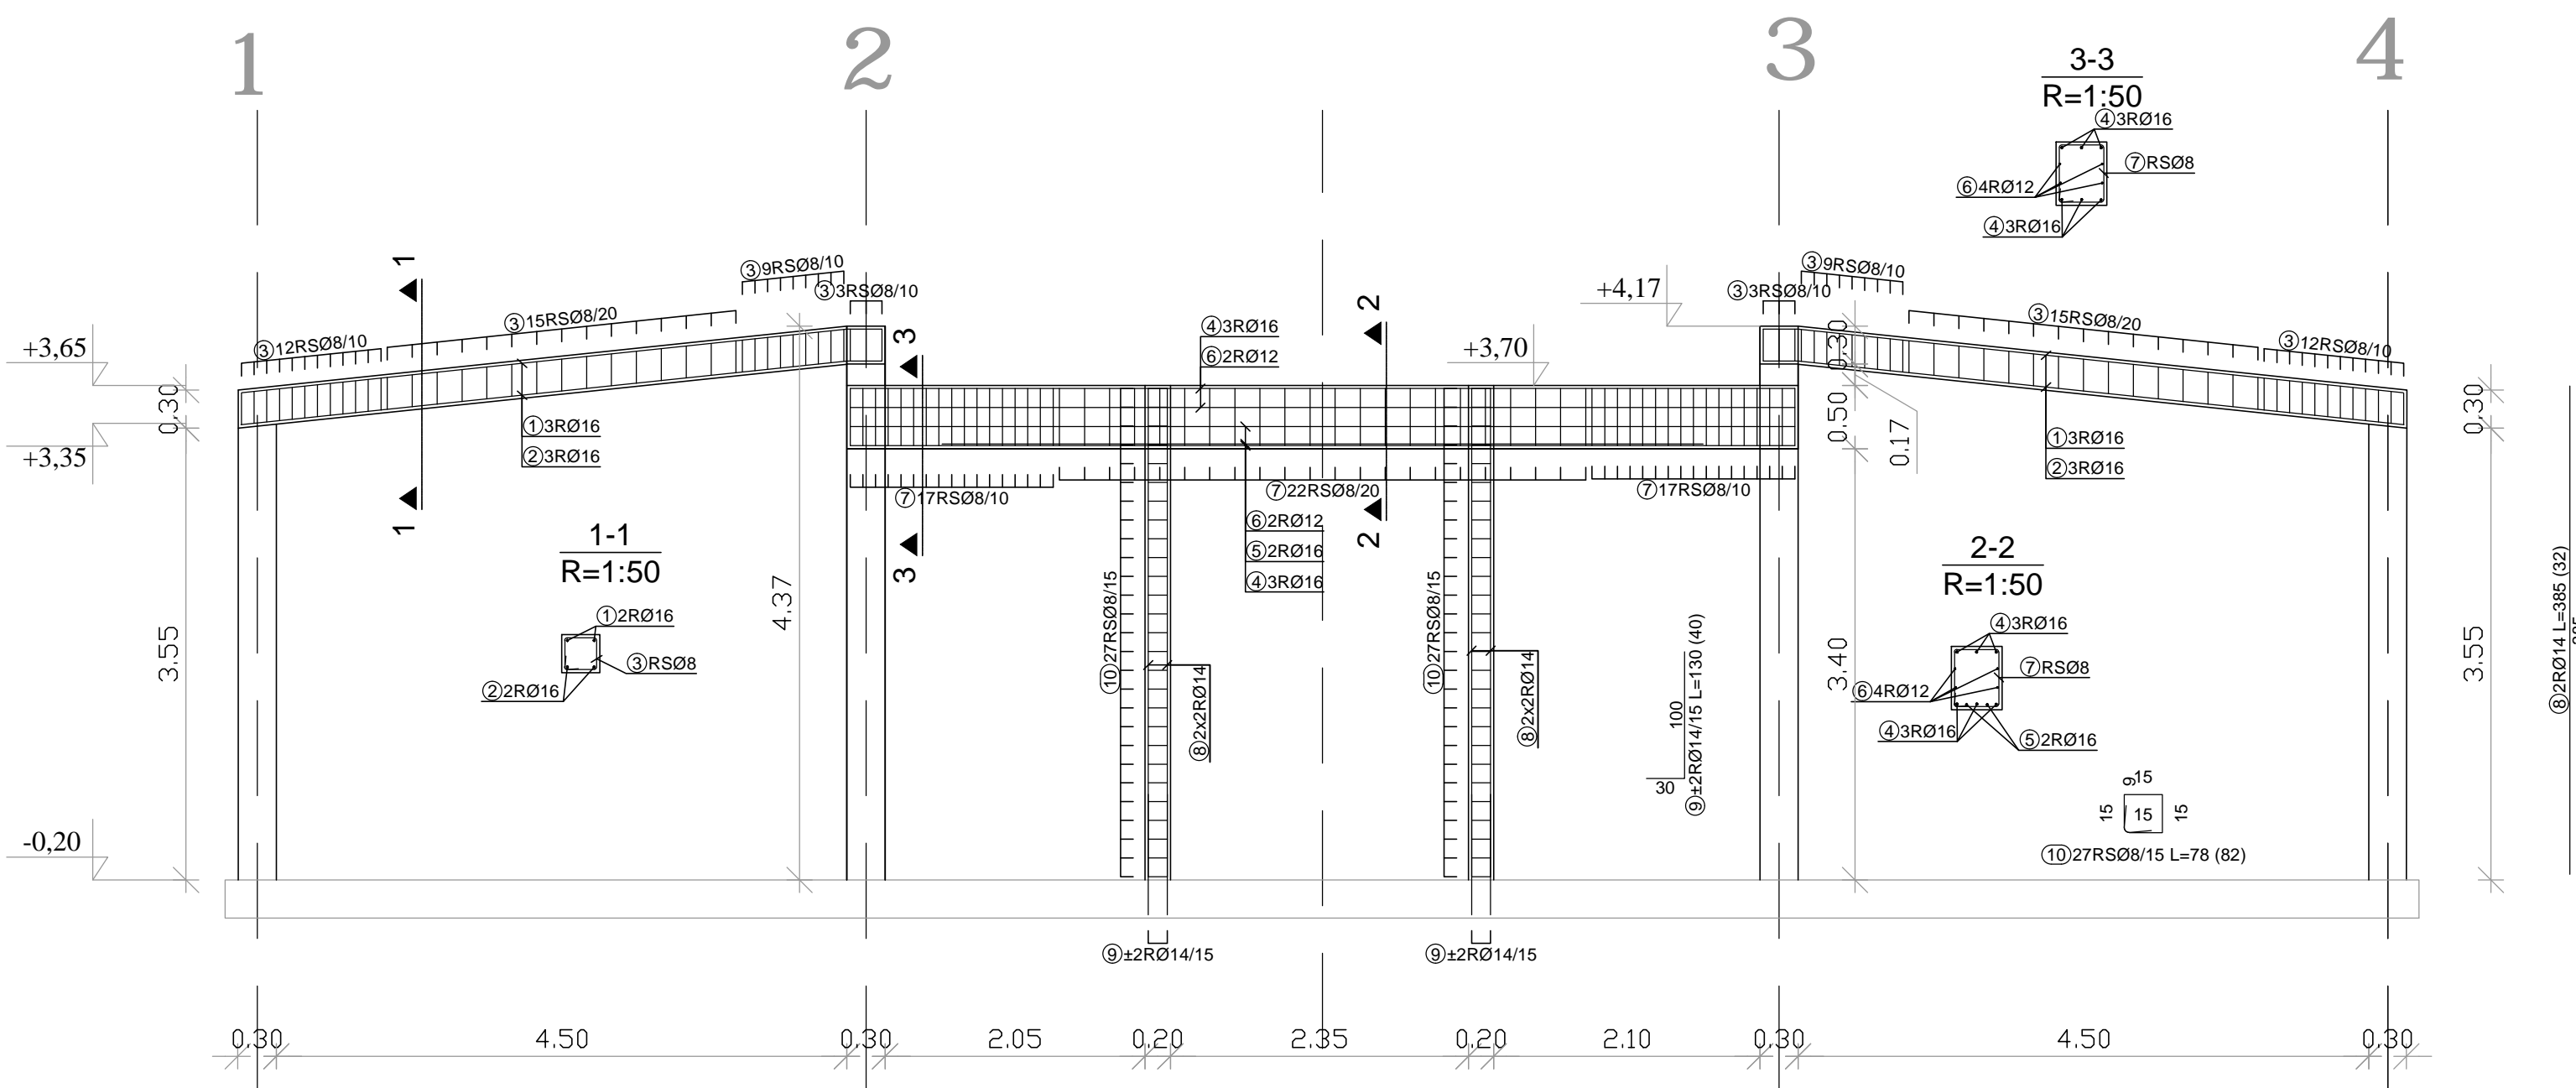 1
2
3
4
3-3
R=1:50
④3RØ16
⑦RSØ8
⑥4RØ12
④3RØ16
1
③9RSØ8/10
③3RSØ8/10
③15RSØ8/20
③12RSØ8/10
+3,65
0.30
+3,35
①3RØ16
②3RØ16
1
3
④3RØ16
⑥2RØ12
2
+3,70
+4,17
③3RSØ8/10
③9RSØ8/10
③15RSØ8/20
③12RSØ8/10
0.30
0.50
0.17
①3RØ16
②3RØ16
0.30
⑦17RSØ8/10
⑦22RSØ8/20
⑦17RSØ8/10
⑥2RØ12
⑤2RØ16
④3RØ16
2
3
1-1
R=1:50
①2RØ16
③RSØ8
②2RØ16
3.55
4.37
⑩27RSØ8/15
⑧2x2RØ14
⑩27RSØ8/15
⑧2x2RØ14
100
30
⑨±2RØ14/15 L=130 (40)
3.40
2-2
R=1:50
④3RØ16
⑦RSØ8
⑥4RØ12
④3RØ16
⑤2RØ16
9
15
15
15
15
⑩27RSØ8/15 L=78 (82)
3.55
⑧2RØ14 L=385 (32)
-0,20
⑨±2RØ14/15
⑨±2RØ14/15
0.30
4.50
0.30
2.05
0.20
2.35
0.20
2.10
0.30
4.50
0.30